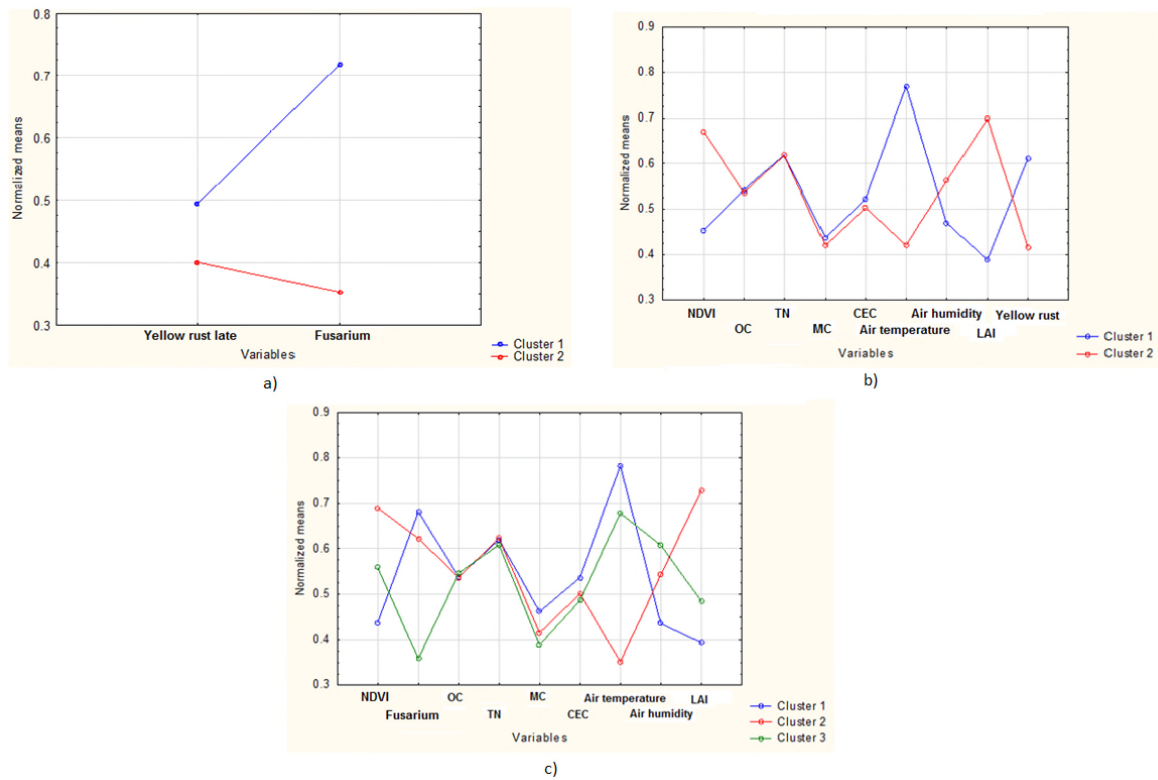 0.8
0.7
0.6
0.5
0.4
0.3
Normalized means
Yellow rust late
Fusarium
Variables
Cluster 1
Cluster 2
a)
0.9
0.8
0.7
0.6
0.5
0.4
0.3
Normalized means
NDVI
OC
TN
MC
CEC
Air temperature
Air humidity
LAI
Yellow rust
Variables
Cluster 1
Cluster 2
b)
0.9
0.8
0.7
0.6
0.5
0.4
0.3
Normalized means
NDVI
Fusarium
OC
TN
MC
CEC
Air temperature
Air humidity
LAI
Variables
Cluster 1
Cluster 2
Cluster 3
c)